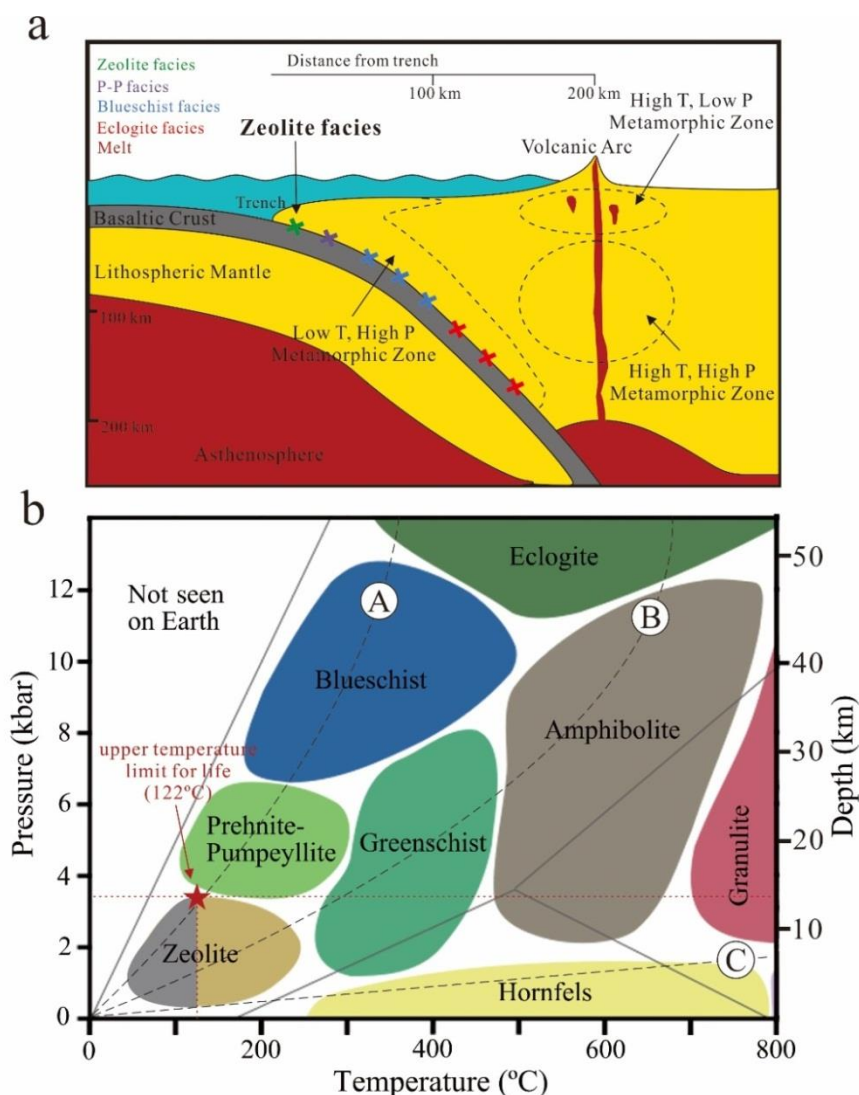 a
Zeolite facies
P-P facies
Blueschist facies
Eclogite facies
Melt
Distance from trench
100 km
200 km
High T, Low P
Metamorphic Zone
Zeolite facies
Volcanic Arc
Trench
Basaltic Crust
Lithospheric Mantle
100 km
Low T, High P
Metamorphic Zone
High T, High P
Metamorphic Zone
200 km
Asthenosphere
b
Pressure (kbar)
12
10
8
6
4
2
0
Not seen
on Earth
A
Eclogite
B
Blueschist
Amphibolite
upper temperature
limit for life
(122ºC)
Prehnite-
Pumpeyllite
Greenschist
Granulite
Zeolite
C
Hornfels
50
40
30
20
10
Depth (km)
0
200
400
600
800
Temperature (ºC)